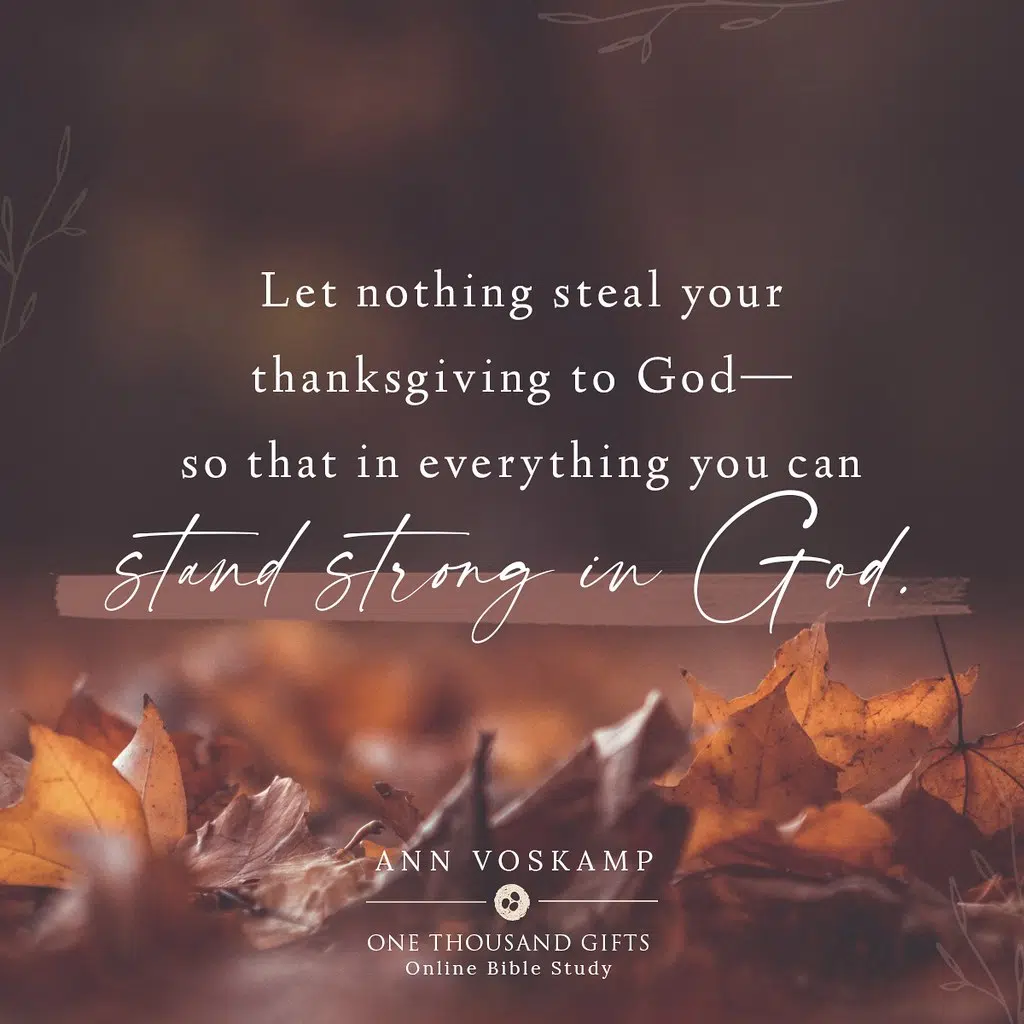 Let nothing steal your
thanksgiving to God—
so that in everything you can
stand strong in God.
ANN VOSKAMP
ONE THOUSAND GIFTS
Online Bible Study